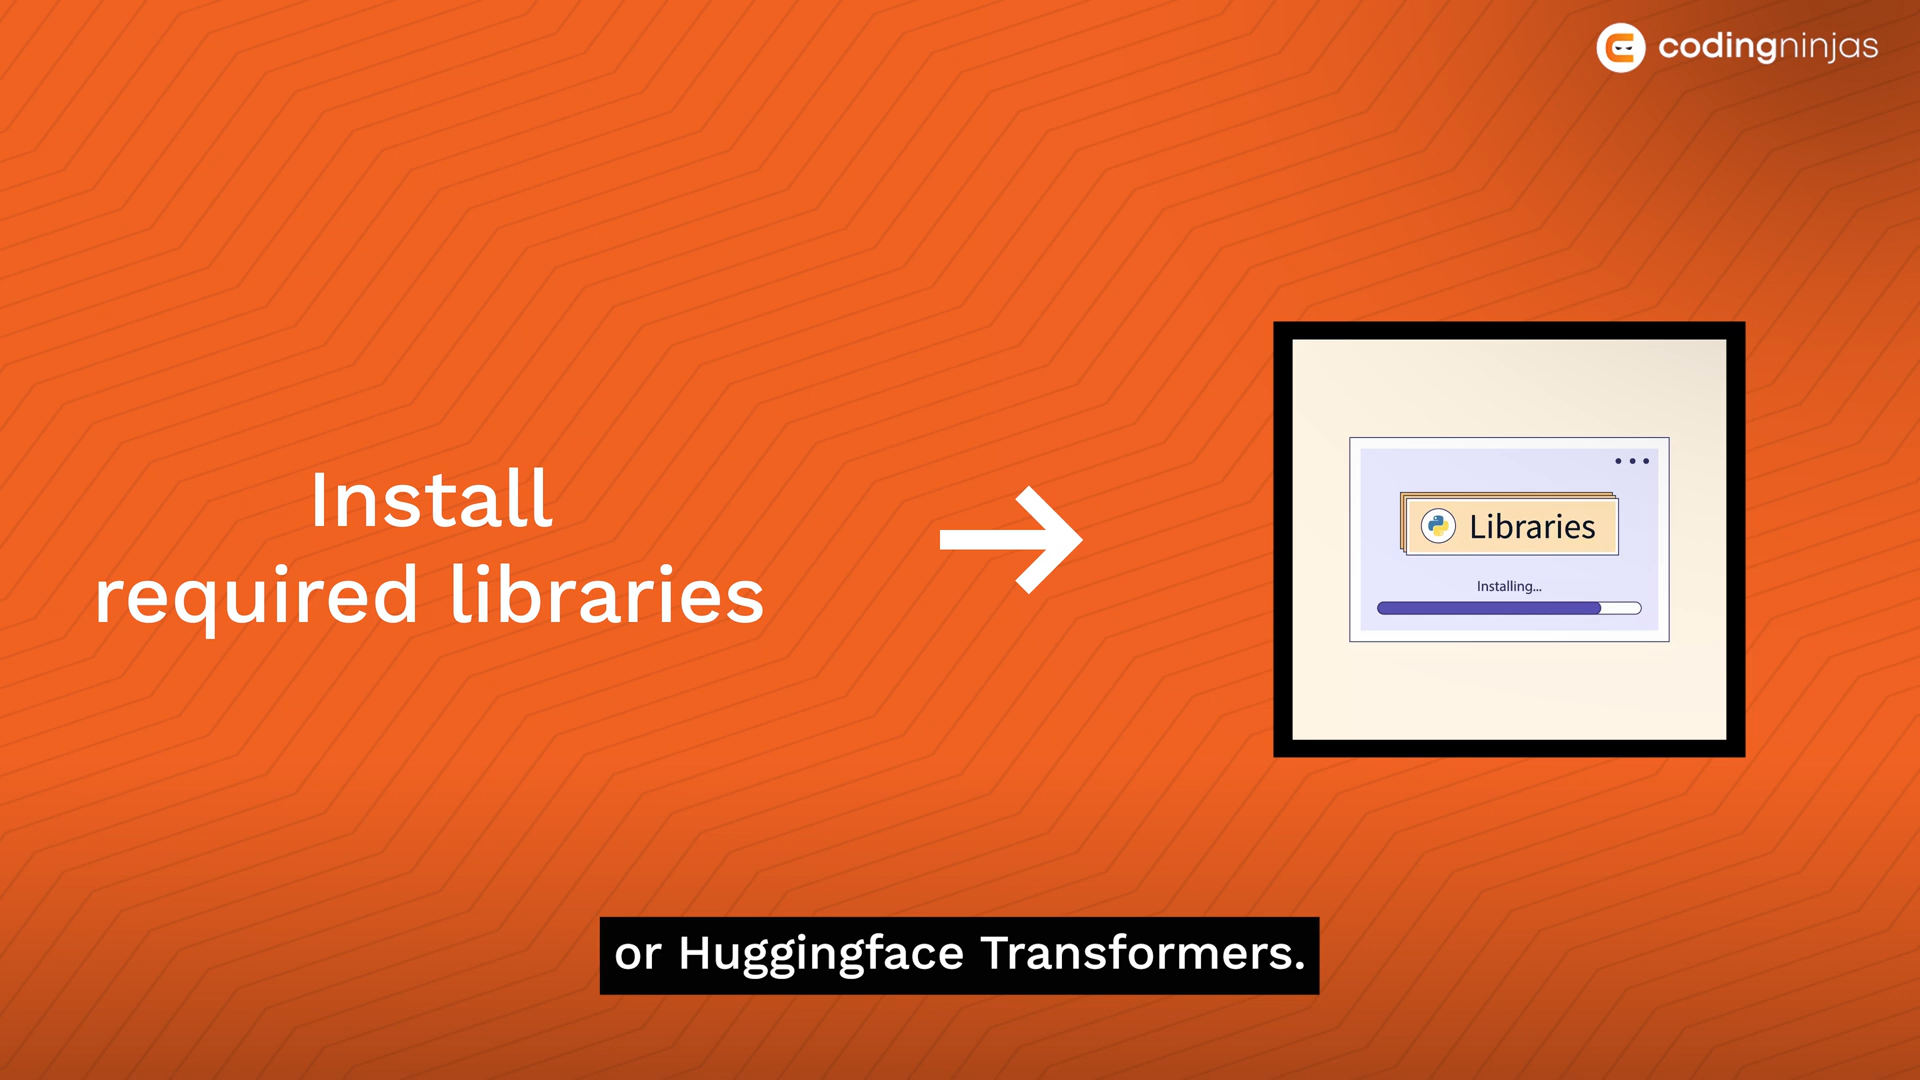 codingninjas
Install
required libraries
Libraries
Installing...
or Huggingface Transformers.